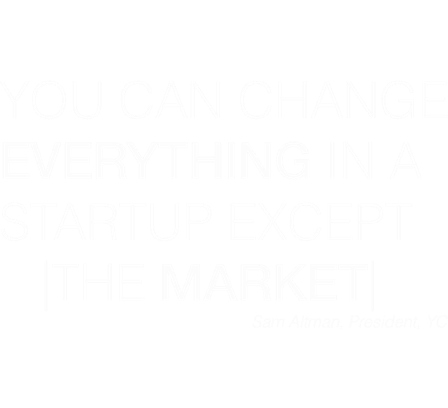 YOU CAN CHANGE
EVERYTHING IN A
STARTUP EXCEPT
|THE MARKET|
Sam Altman, President, YC